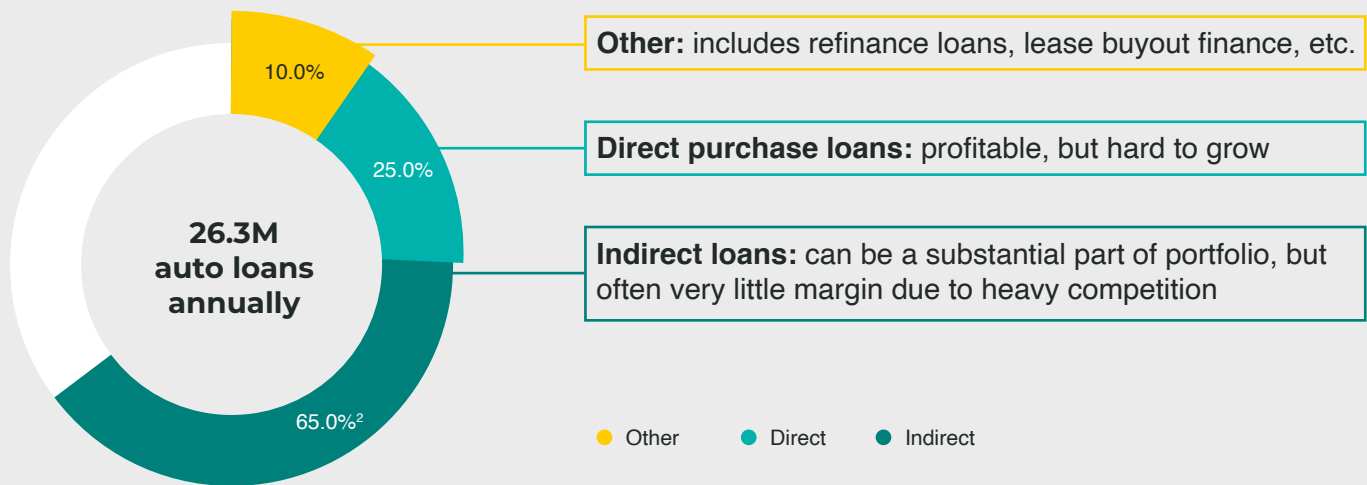 10.0%
Other: includes refinance loans, lease buyout finance, etc.
25.0%
Direct purchase loans: profitable, but hard to grow
26.3M
auto loans
annually
Indirect loans: can be a substantial part of portfolio, but
often very little margin due to heavy competition
65.0%²
Other
Direct
Indirect